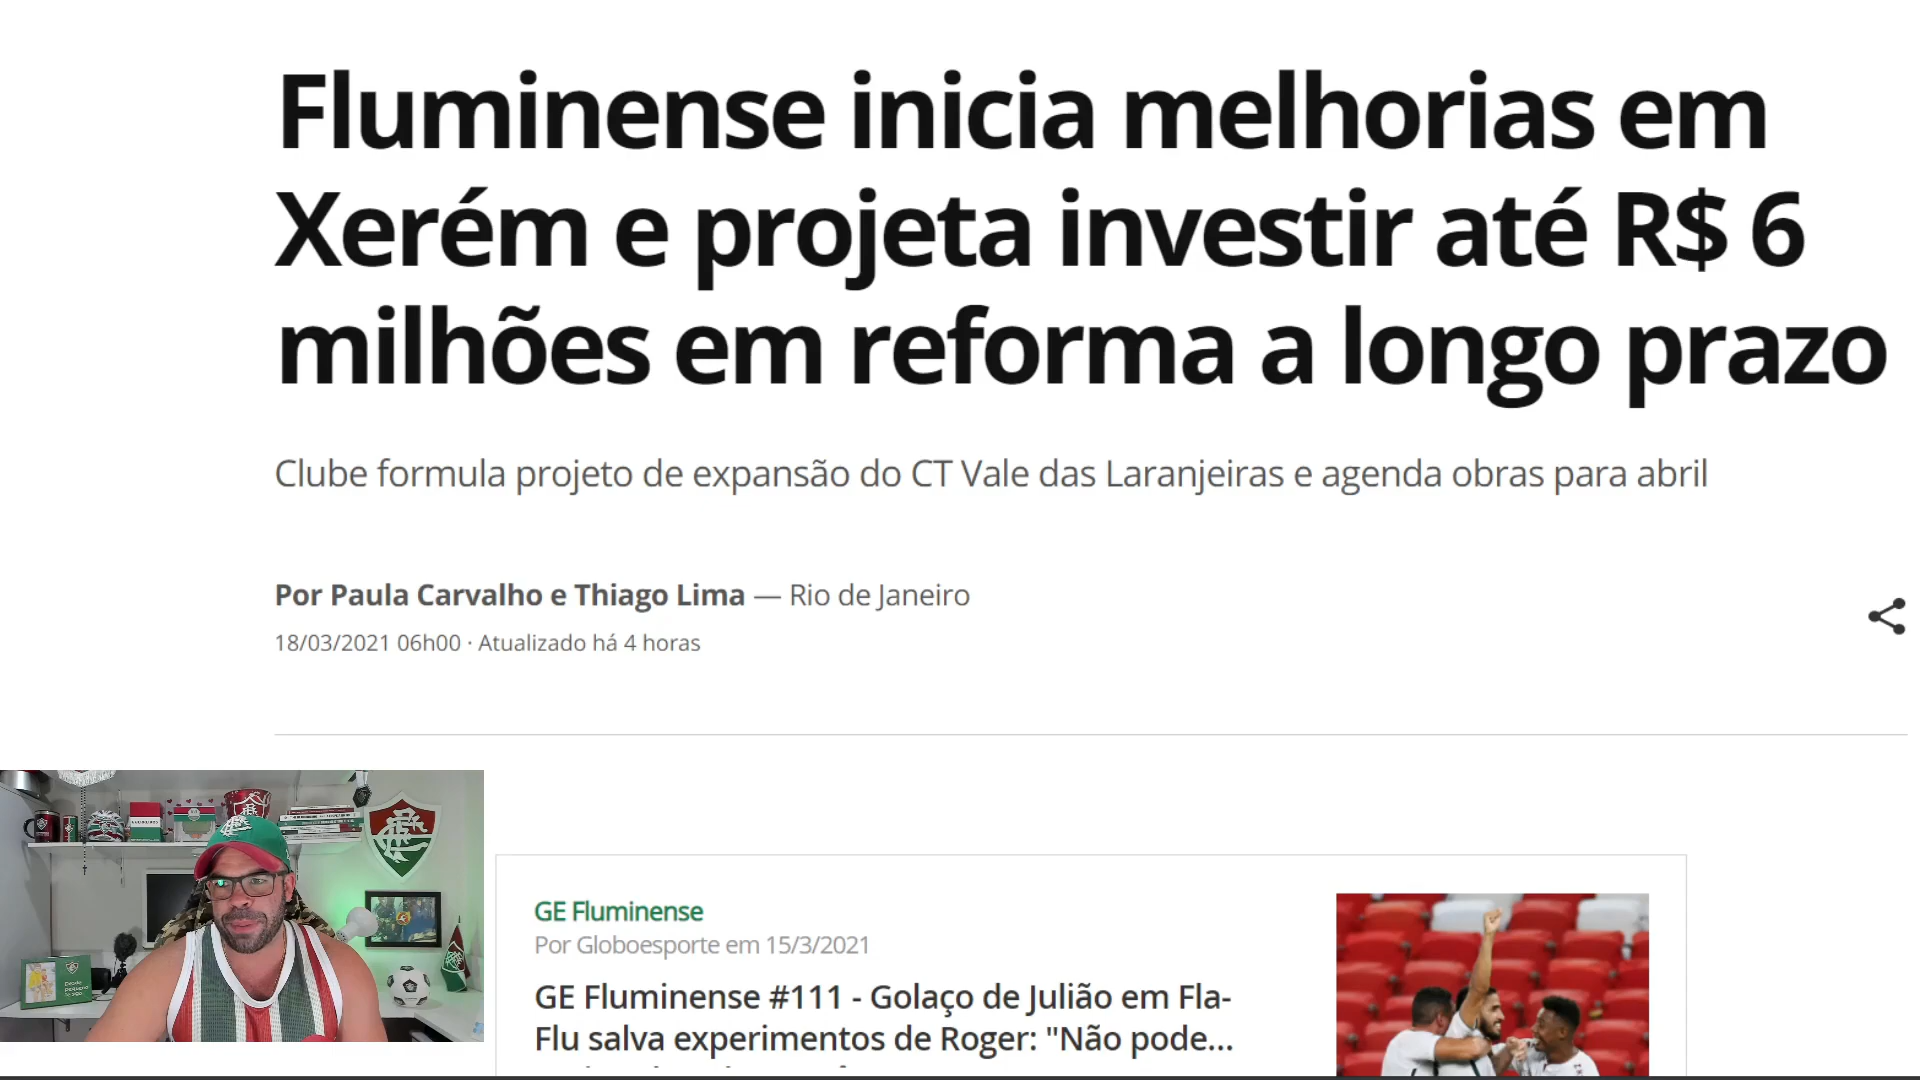 Fluminense inicia melhorias em
Xerém e projeta investir até R$ 6
milhões em reforma a longo prazo
Clube formula projeto de expansão do CT Vale das Laranjeiras e agenda obras para abril
Por Paula Carvalho e Thiago Lima — Rio de Janeiro
18/03/2021 06h00 · Atualizado há 4 horas
GE Fluminense
Por Globoesporte em 15/3/2021
GE Fluminense #111 - Golaço de Julião em Fla-
Flu salva experimentos de Roger: "Não pode...